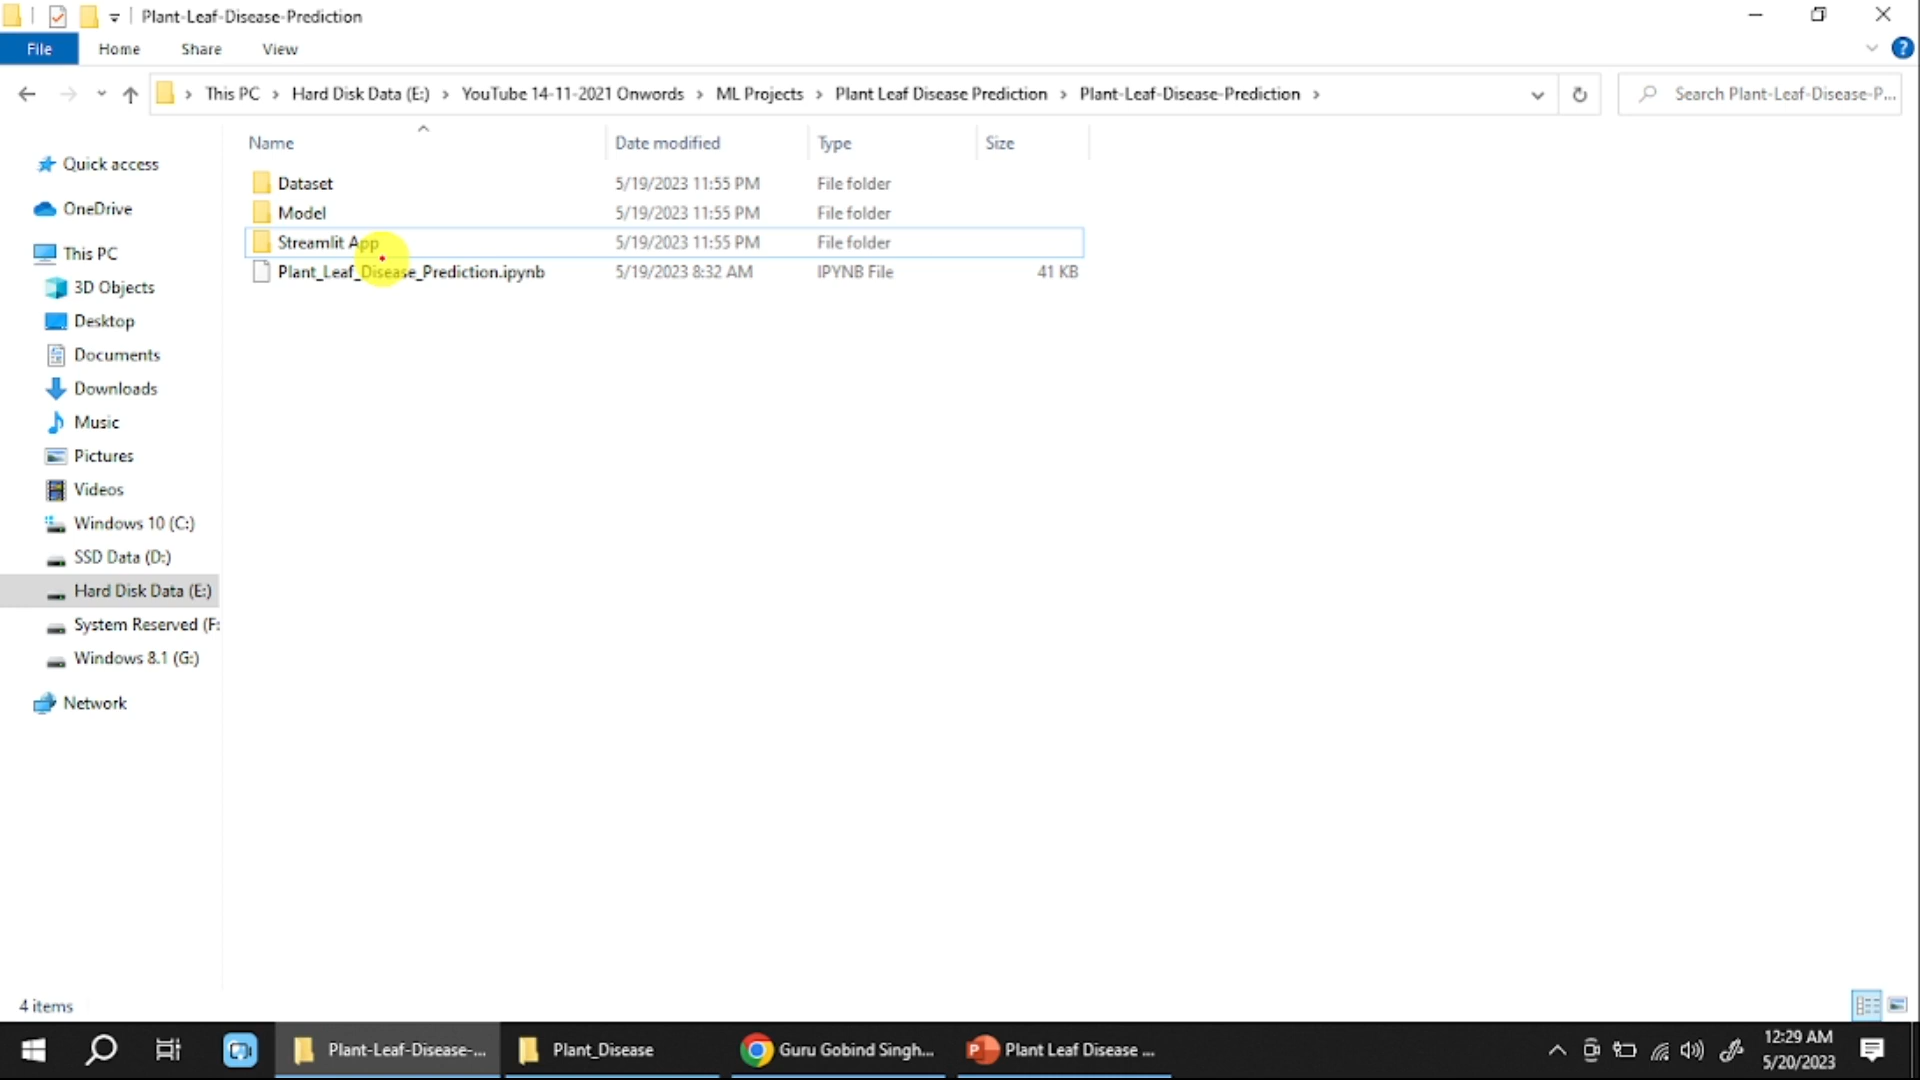 Plant-Leaf-Disease-Prediction
File Home Share View
This PC Hard Disk Data (E:) YouTube 14-11-2021 Onwords ML Projects Plant Leaf Disease Prediction Plant-Leaf-Disease-Prediction Search Plant-Leaf-Disease-P...
Name Date modified Type Size
Dataset 5/19/2023 11:55 PM File folder
Model 5/19/2023 11:55 PM File folder
Streamlit App 5/19/2023 11:55 PM File folder
Plant_Leaf_Disease_Prediction.ipynb 5/19/2023 8:32 AM IPYNB File 41 KB
Quick access
OneDrive
This PC
3D Objects
Desktop
Documents
Downloads
Music
Pictures
Videos
Windows 10 (C:)
SSD Data (D:)
Hard Disk Data (E:)
System Reserved (F:
Windows 8.1 (G:)
Network
4 items
Plant-Leaf-Disease-... Plant_Disease Guru Gobind Singh... Plant Leaf Disease ... 12:29 AM
5/20/2023